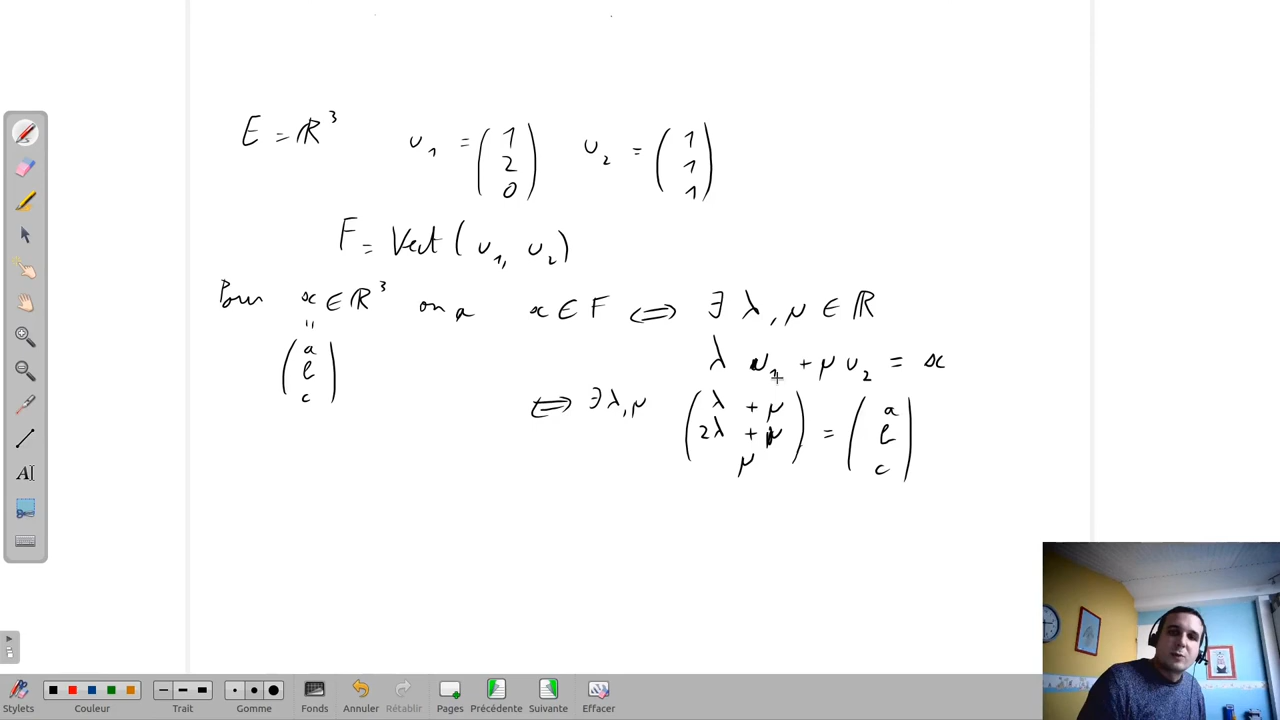 E = ℝ³ u₁ = (1 2 0) u₂ = (1 1 1)
F = Vect(u₁, u₂)
Pour x ∈ ℝ³ on a x ∈ F ⟺ ∃ λ, μ ∈ ℝ
"
(a b c)
λ u₁ + μ u₂ = x
⟺ ∃ λ, μ (λ + μ 2λ + μ μ) = (a b c)
AI
Stylets Couleur Trait Gomme Fonds Annuler Rétablir Pages Précédente Suivante Effacer